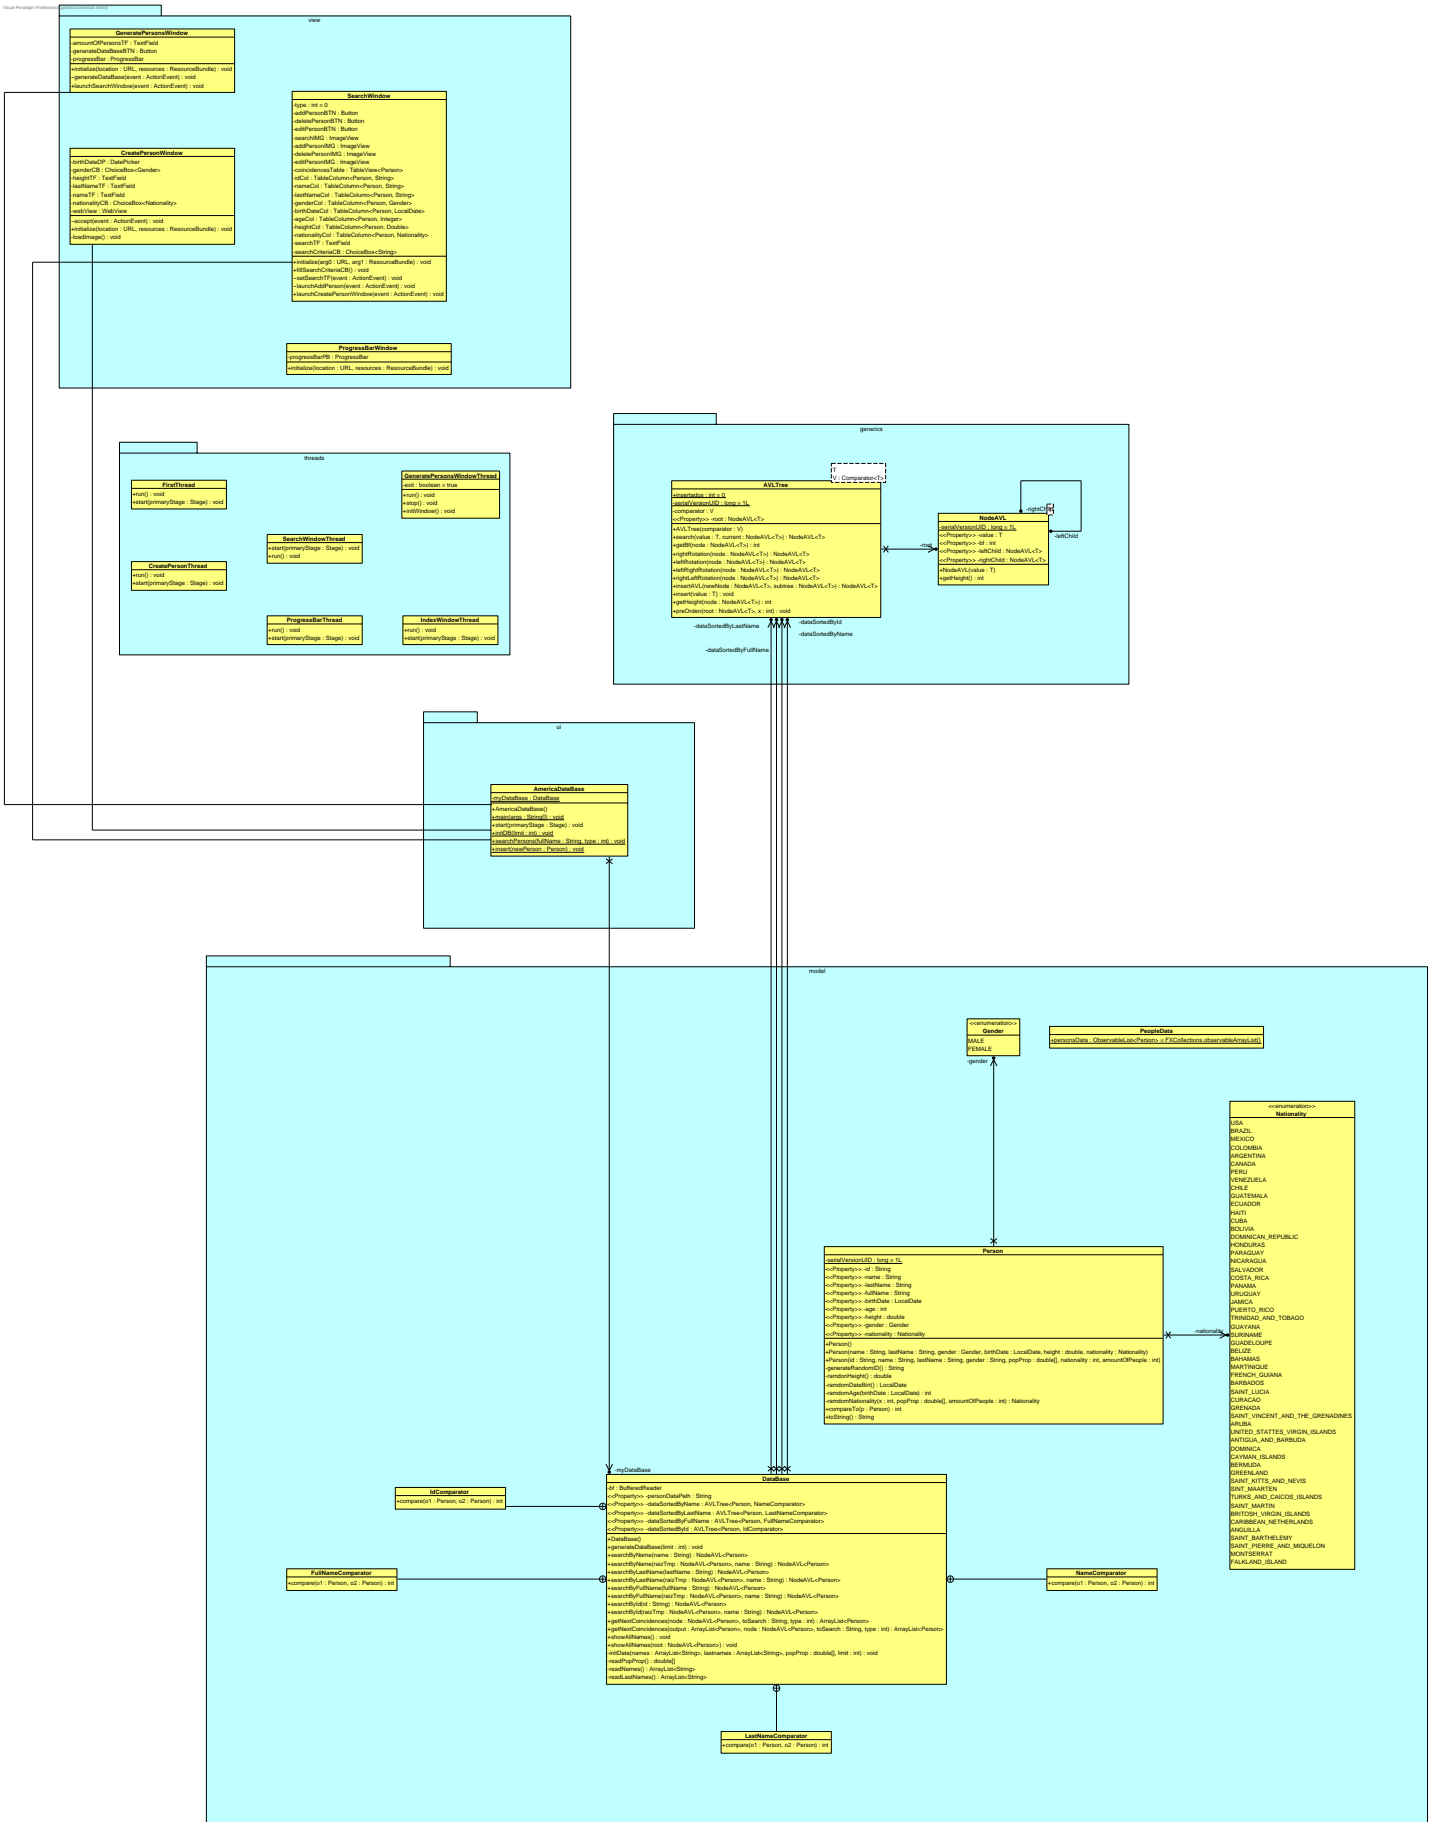 view
GeneratePersonsWindow
-amountOfPersonsTF : TextField
-generateDataBaseBTN : Button
-progressBar : ProgressBar
+initialize(location : URL, resources : ResourceBundle) : void
~generateDataBase(event : ActionEvent) : void
+launchSearchWindow(event : ActionEvent) : void
SearchWindow
-type : int = 0
-addPersonBTN : Button
-deletePersonBTN : Button
-editPersonBTN : Button
-searchIMG : ImageView
-addPersonIMG : ImageView
-deletePersonIMG : ImageView
-editPersonIMG : ImageView
-coincidencesTable : TableView<Person>
-idCol : TableColumn<Person, String>
-nameCol : TableColumn<Person, String>
-lastNameCol : TableColumn<Person, String>
-genderCol : TableColumn<Person, Gender>
-birthDateCol : TableColumn<Person, LocalDate>
-ageCol : TableColumn<Person, Integer>
-heightCol : TableColumn<Person, Double>
-nationalityCol : TableColumn<Person, Nationality>
-searchTF : TextField
-searchCriteriaCB : ChoiceBox<String>
+initialize(arg0 : URL, arg1 : ResourceBundle) : void
+fillSearchCriteriaCB() : void
~setSearchTF(event : ActionEvent) : void
~launchAddPerson(event : ActionEvent) : void
+launchCreatePersonWindow(event : ActionEvent) : void
CreatePersonWindow
-birthDateDP : DatePicker
-genderCB : ChoiceBox<Gender>
-heightTF : TextField
-lastNameTF : TextField
-nameTF : TextField
-nationalityCB : ChoiceBox<Nationality>
-webView : WebView
~accept(event : ActionEvent) : void
+initialize(location : URL, resources : ResourceBundle) : void
~loadImage() : void
ProgressBarWindow
-progressBarPB : ProgressBar
+initialize(location : URL, resources : ResourceBundle) : void
threads
FirstThread
+run() : void
+start(primaryStage : Stage) : void
GeneratePersonsWindowThread
-exit : boolean = true
+run() : void
+stop() : void
+initWindow() : void
SearchWindowThread
+start(primaryStage : Stage) : void
+run() : void
CreatePersonThread
+run() : void
+start(primaryStage : Stage) : void
ProgressBarThread
+run() : void
+start(primaryStage : Stage) : void
IndexWindowThread
+run() : void
+start(primaryStage : Stage) : void
generics
T
V : Comparator<T>
AVLTree
+insertados : int = 0
-serialVersionUID : long = 1L
-comparator : V
<<Property>> -root : NodeAVL<T>
+AVLTree(comparator : V)
+search(value : T, current : NodeAVL<T>) : NodeAVL<T>
+getBf(node : NodeAVL<T>) : int
+rightRotation(node : NodeAVL<T>) : NodeAVL<T>
+leftRotation(node : NodeAVL<T>) : NodeAVL<T>
+leftRightRotation(node : NodeAVL<T>) : NodeAVL<T>
+rightLeftRotation(node : NodeAVL<T>) : NodeAVL<T>
+insertAVL(newNode : NodeAVL<T>, subtree : NodeAVL<T>) : NodeAVL<T>
+insert(value : T) : void
+getHeight(node : NodeAVL<T>) : int
+preOrden(root : NodeAVL<T>, x : int) : void
-root
-rightChild
T
NodeAVL
-serialVersionUID : long = 1L
<<Property>> -value : T
<<Property>> -bf : int
<<Property> -leftChild : NodeAVL<T>
<<Property> -rightChild : NodeAVL<T>
+NodeAVL(value : T)
+getHeight() : int
-leftChild
-dataSortedByLastName
-dataSortedById
-dataSortedByName
-dataSortedByFullName
ui
AmericaDataBase
-myDataBase : DataBase
+AmericaDataBase()
+main(args : String[]) : void
+start(primaryStage : Stage) : void
+initDB(limit : int) : void
+searchPersons(fullName : String, type : int) : void
+insert(newPerson : Person) : void
model
<<enumeration>>
Gender
MALE
FEMALE
-gender
PeopleData
+personsData : ObservableList<Person> = FXCollections.observableArrayList()
<<enumeration>>
Nationality
USA
BRAZIL
MEXICO
COLOMBIA
ARGENTINA
CANADA
PERU
VENEZUELA
CHILE
GUATEMALA
ECUADOR
HAITI
CUBA
BOLIVIA
DOMINICAN_REPUBLIC
HONDURAS
PARAGUAY
NICARAGUA
SALVADOR
COSTA_RICA
PANAMA
URUGUAY
JAMICA
PUERTO_RICO
TRINIDAD_AND_TOBAGO
GUAYANA
SURINAME
GUADELOUPE
BELIZE
BAHAMAS
MARTINIQUE
FRENCH_GUIANA
BARBADOS
SAINT_LUCIA
CURACAO
GRENADA
SAINT_VINCENT_AND_THE_GRENADINES
ARUBA
UNITED_STATTES_VIRGIN_ISLANDS
ANTIGUA_AND_BARBUDA
DOMINICA
CAYMAN_ISLANDS
BERMUDA
GREENLAND
SAINT_KITTS_AND_NEVIS
SINT_MAARTEN
TURKS_AND_CAICOS_ISLANDS
SAINT_MARTIN
BRITOSH_VIRGIN_ISLANDS
CARIBBEAN_NETHERLANDS
ANGUILLA
SAINT_BARTHELEMY
SAINT_PIERRE_AND_MIQUELON
MONTSERRAT
FALKLAND_ISLAND
Person
-serialVersionUID : long = 1L
<<Property>> -id : String
<<Property>> -name : String
<<Property>> -lastName : String
<<Property>> -fullName : String
<<Property>> -birthDate : LocalDate
<<Property>> -age : int
<<Property>> -height : double
<<Property>> -gender : Gender
<<Property>> -nationality : Nationality
+Person()
+Person(name : String, lastName : String, gender : Gender, birthDate : LocalDate, height : double, nationality : Nationality)
+Person(id : String, name : String, lastName : String, gender : String, popProp : double[], nationality : int, amountOfPeople : int)
-generateRandomID() : String
-ramdonHeight() : double
-ramdomDateBirt() : LocalDate
-ramdomAge(birthDate : LocalDate) : int
-ramdomNationality(x : int, popProp : double[], amountOfPeople : int) : Nationality
+compareTo(p : Person) : int
+toString() : String
-nationality
-myDataBase
DataBase
-bf : BufferedReader
<<Property>> -personDataPath : String
<<Property>> -dataSortedByName : AVLTree<Person, NameComparator>
<<Property>> -dataSortedByLastName : AVLTree<Person, LastNameComparator>
<<Property>> -dataSortedByFullName : AVLTree<Person, FullNameComparator>
<<Property>> -dataSortedById : AVLTree<Person, IdComparator>
+DataBase()
+generateDataBase(limit : int) : void
+searchByName(name : String) : NodeAVL<Person>
+searchByName(raizTmp : NodeAVL<Person>, name : String) : NodeAVL<Person>
+searchByLastName(lastName : String) : NodeAVL<Person>
+searchByLastName(raizTmp : NodeAVL<Person>, name : String) : NodeAVL<Person>
+searchByFullName(fullName : String) : NodeAVL<Person>
+searchByFullName(raizTmp : NodeAVL<Person>, name : String) : NodeAVL<Person>
+searchById(id : String) : NodeAVL<Person>
+searchById(raizTmp : NodeAVL<Person>, name : String) : NodeAVL<Person>
+getNextCoincidences(node : NodeAVL<Person>, toSearch : String, type : int) : ArrayList<Person>
+getNextCoincidences(output : ArrayList<Person>, node : NodeAVL<Person>, toSearch : String, type : int) : ArrayList<Person>
+showAllNames() : void
+showAllNames(root : NodeAVL<Person>) : void
-initData(names : ArrayList<String>, lastnames : ArrayList<String>, popProp : double[], limit : int) : void
-readPopProp() : double[]
-readNames() : ArrayList<String>
-readLastNames() : ArrayList<String>
IdComparator
+compare(o1 : Person, o2 : Person) : int
FullNameComparator
+compare(o1 : Person, o2 : Person) : int
NameComparator
+compare(o1 : Person, o2 : Person) : int
LastNameComparator
+compare(o1 : Person, o2 : Person) : int